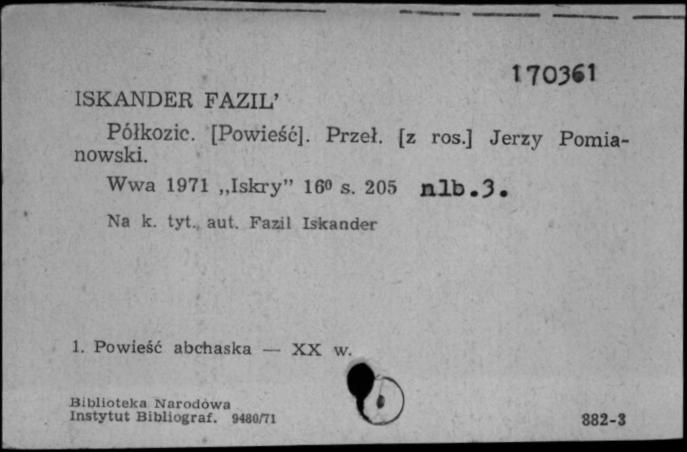 170361
ISKANDER FAZIL’
Półkozic. [Powieść]. Przeł. [z ros.] Jerzy Pomia-
nowski.
Wwa 1971 „Iskry” 16⁰ s. 205 nlb.3.
Na k. tyt. aut. Fazil Iskander
1. Powieść abchaska — XX w.
Biblioteka Narodowa
Instytut Bibliograf. 9480/71
882-3